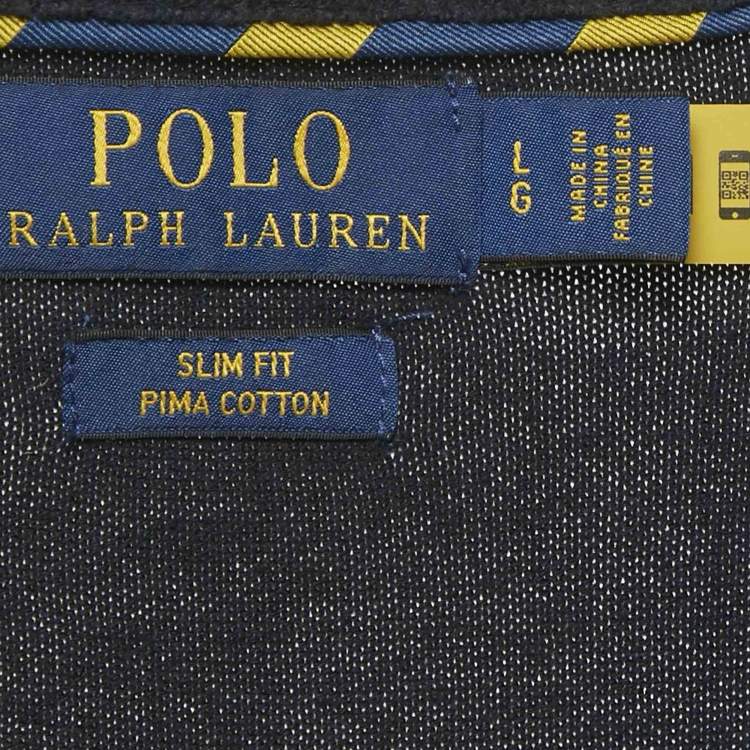 POLO
RALPH LAUREN
L
G
MADE IN
CHINA
FABRIQUÉ EN
CHINE
SLIM FIT
PIMA COTTON